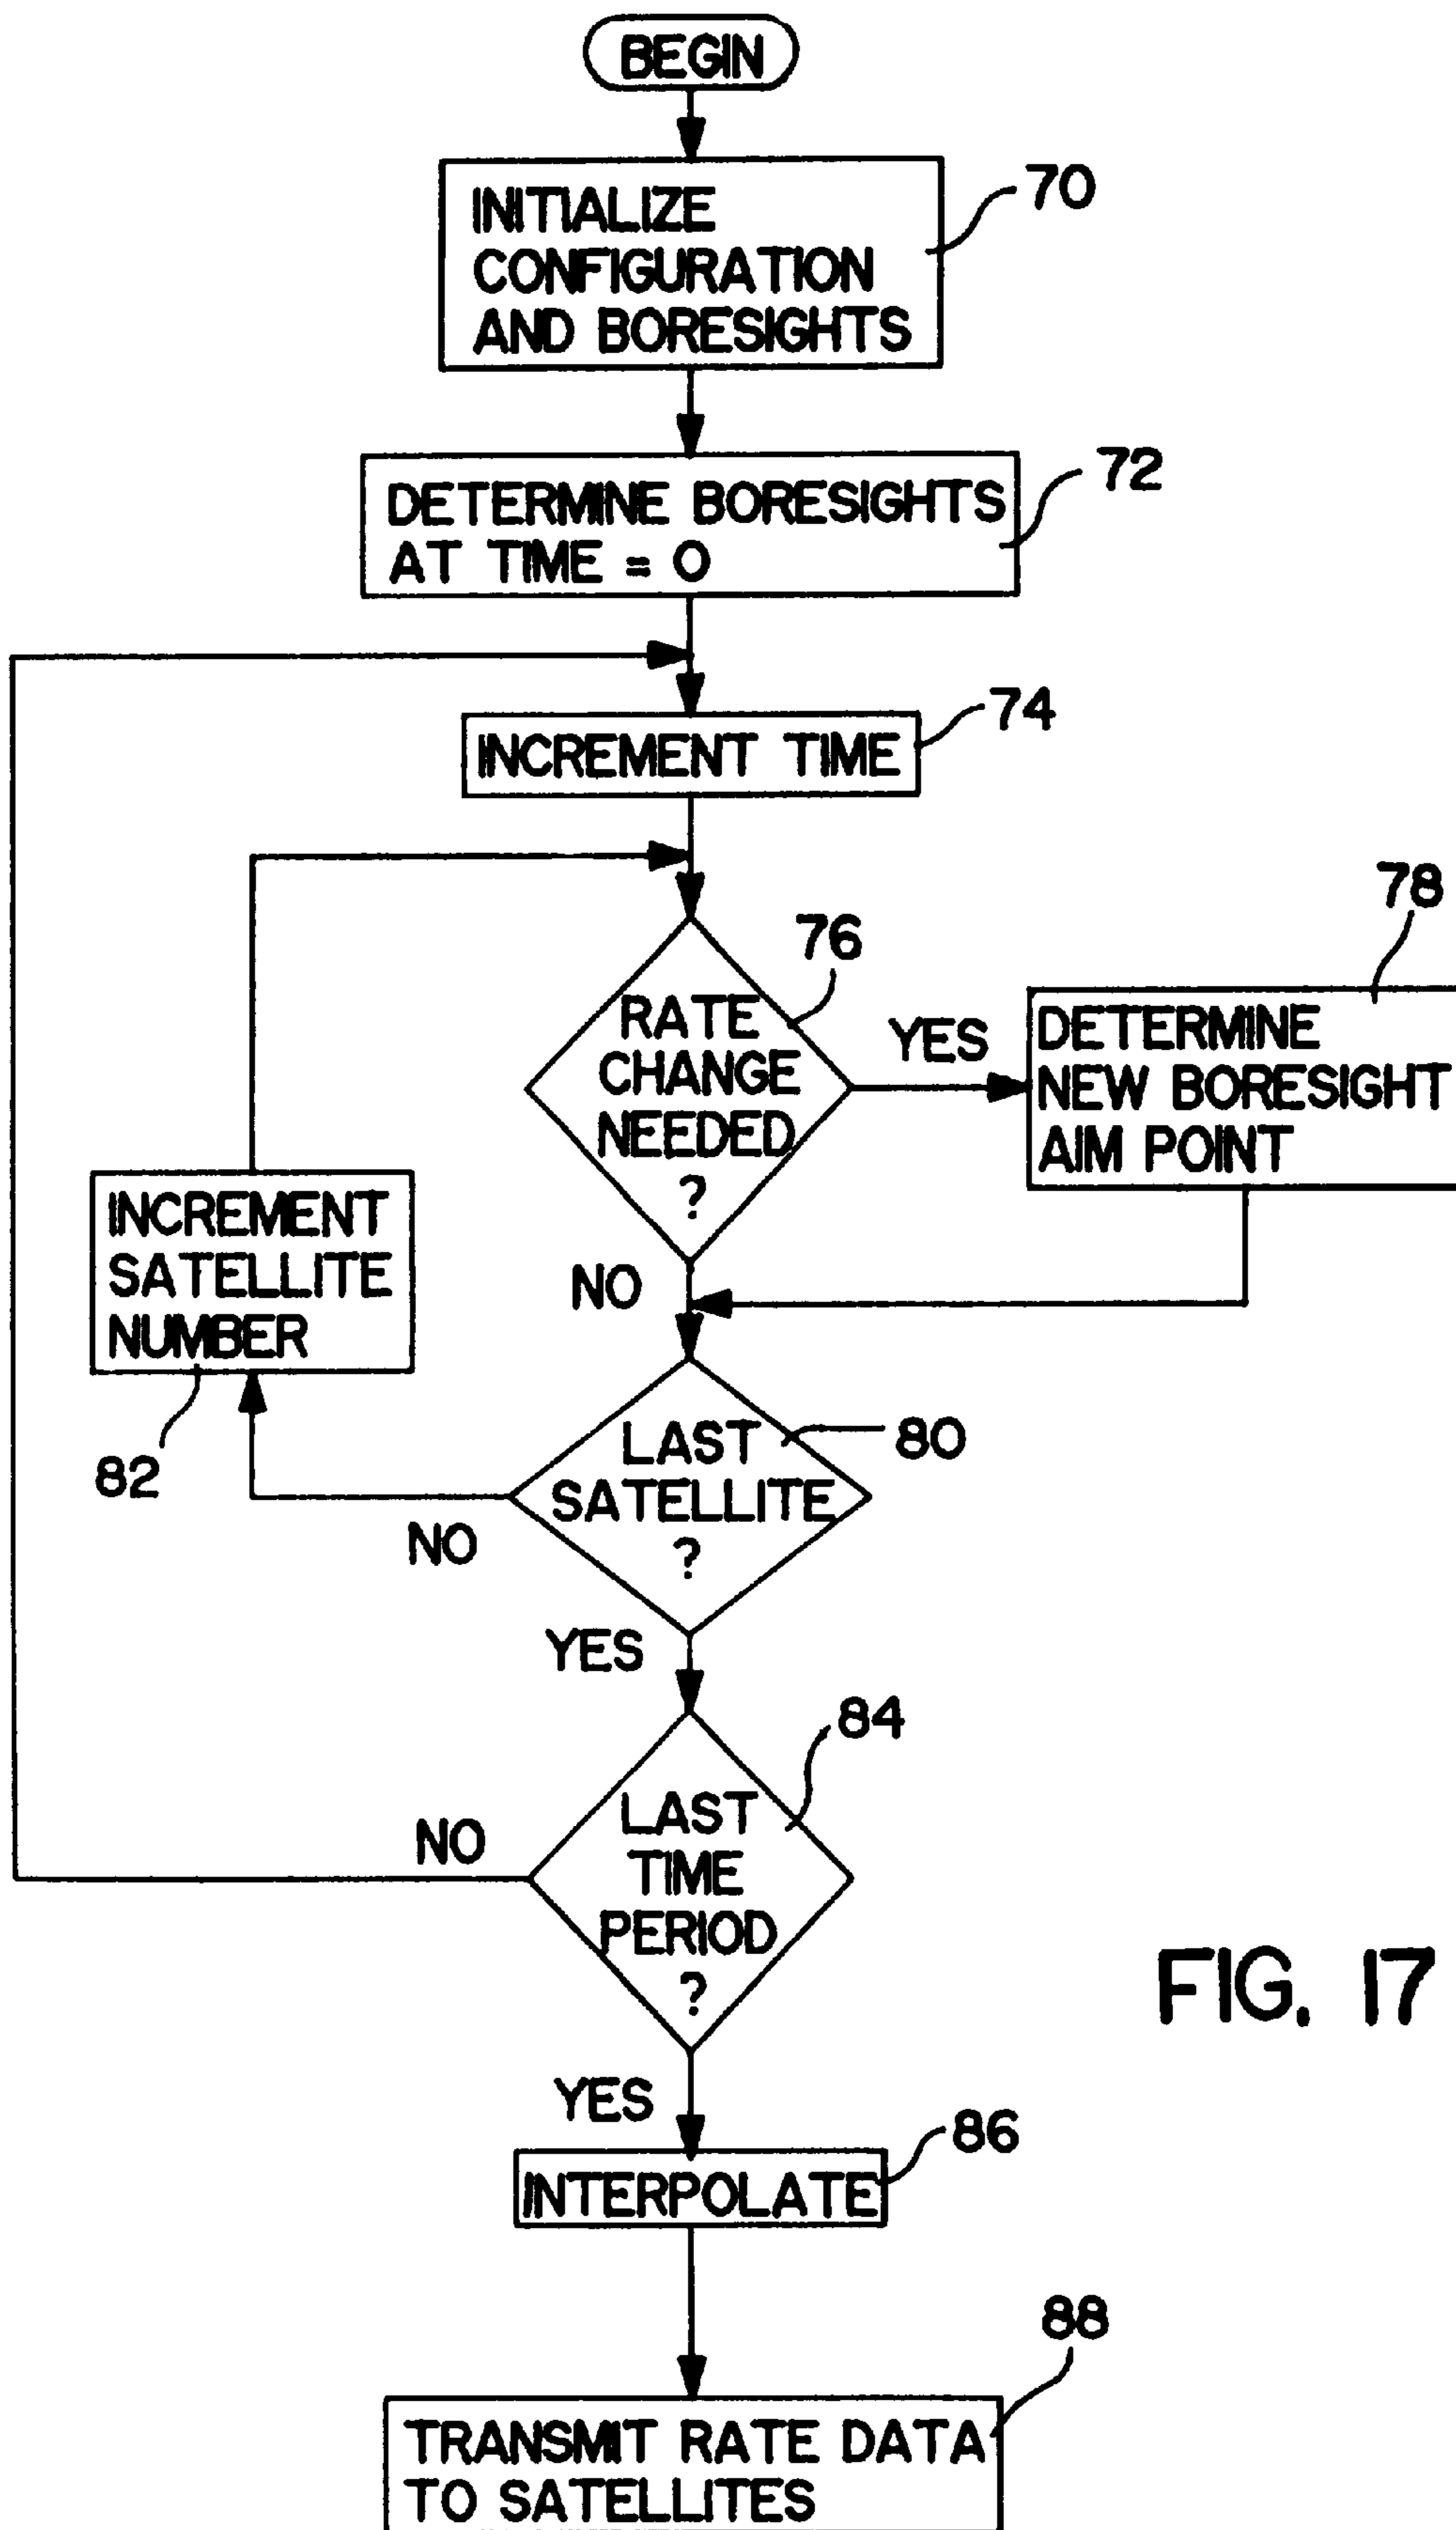 BEGIN
INITIALIZE
CONFIGURATION
AND BORESIGHTS
70
DETERMINE BORESIGHTS
AT TIME = 0
72
INCREMENT TIME
74
RATE
CHANGE
NEEDED
?
76
YES
DETERMINE
NEW BORESIGHT
AIM POINT
78
NO
INCREMENT
SATELLITE
NUMBER
82
LAST
SATELLITE
?
80
NO
YES
LAST
TIME
PERIOD
?
84
NO
YES
INTERPOLATE
86
TRANSMIT RATE DATA
TO SATELLITES
88
FIG. 17